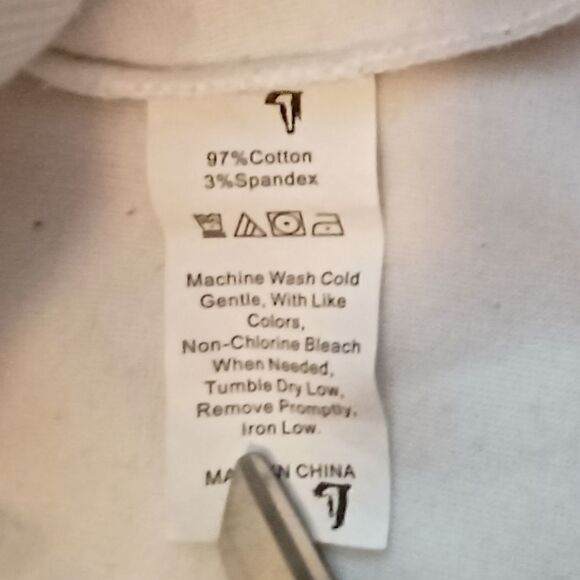 97%Cotton
3%Spandex
Machine Wash Cold
Gentle, With Like
Colors,
Non-Chlorine Bleach
When Needed,
Tumble Dry Low,
Remove Promptly,
Iron Low.
IN CHINA